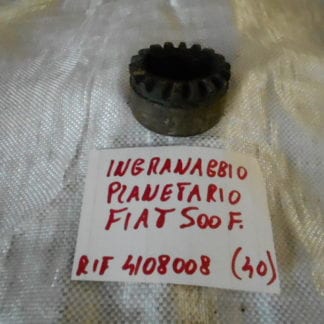 INGRANAGGIO
PLANETARIO
FIAT 500 F.
RIF 4108008 (40)